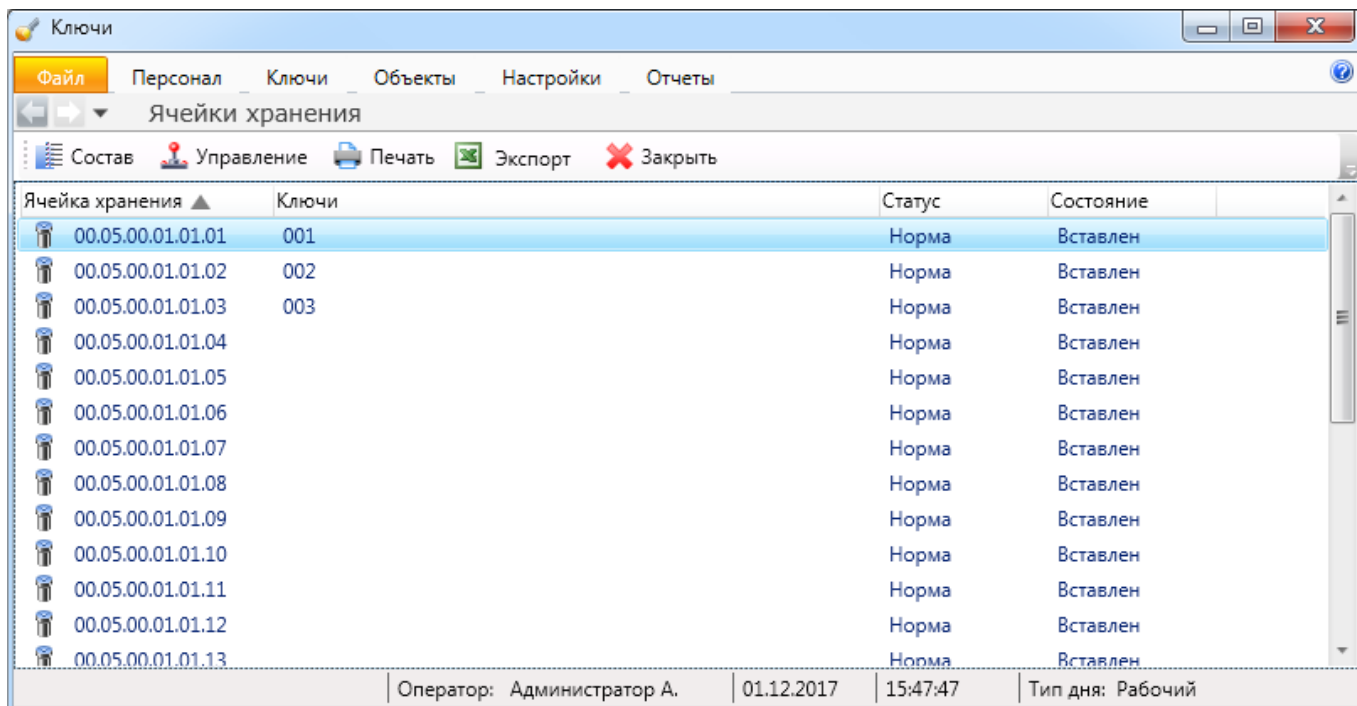 Ключи
Файл Персонал Ключи Объекты Настройки Отчеты
Ячейки хранения
Состав Управление Печать Экспорт Закрыть
Ячейка хранения Ключи Статус Состояние
00.05.00.01.01.01 001 Норма Вставлен
00.05.00.01.01.02 002 Норма Вставлен
00.05.00.01.01.03 003 Норма Вставлен
00.05.00.01.01.04 Норма Вставлен
00.05.00.01.01.05 Норма Вставлен
00.05.00.01.01.06 Норма Вставлен
00.05.00.01.01.07 Норма Вставлен
00.05.00.01.01.08 Норма Вставлен
00.05.00.01.01.09 Норма Вставлен
00.05.00.01.01.10 Норма Вставлен
00.05.00.01.01.11 Норма Вставлен
00.05.00.01.01.12 Норма Вставлен
00.05.00.01.01.13 Норма Вставлен
Оператор: Администратор А. 01.12.2017 15:47:47 Тип дня: Рабочий